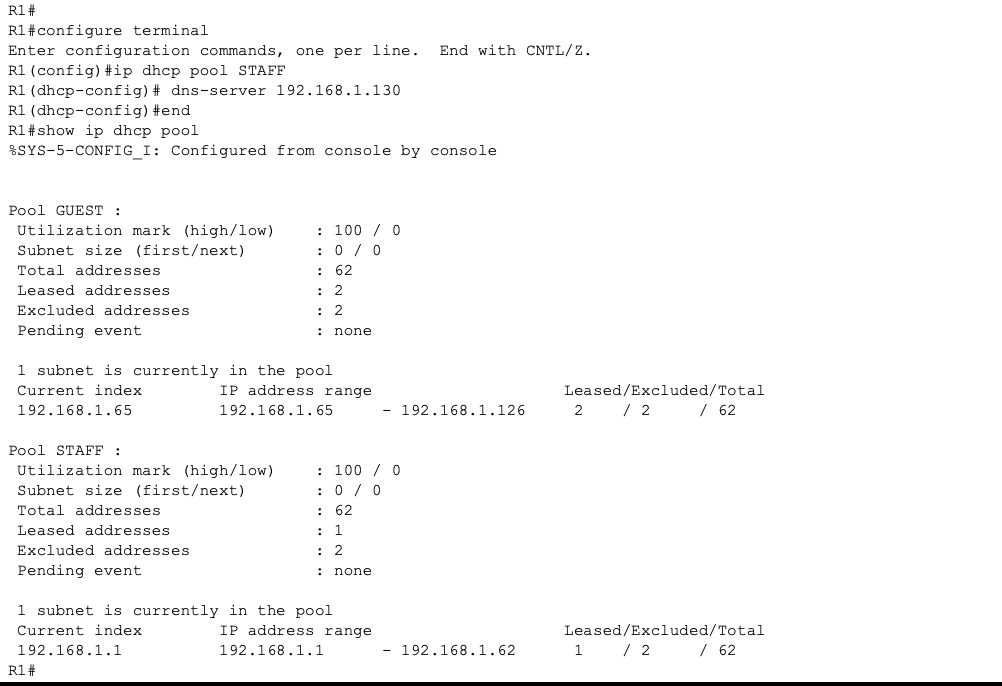 R1#
R1#configure terminal
Enter configuration commands, one per line.  End with CNTL/Z.
R1(config)#ip dhcp pool STAFF
R1(dhcp-config)# dns-server 192.168.1.130
R1(dhcp-config)#end
R1#show ip dhcp pool
%SYS-5-CONFIG_I: Configured from console by console
Pool GUEST :
 Utilization mark (high/low)    : 100 / 0
 Subnet size (first/next)       : 0 / 0
 Total addresses                : 62
 Leased addresses               : 2
 Excluded addresses             : 2
 Pending event                  : none
 1 subnet is currently in the pool
 Current index        IP address range                    Leased/Excluded/Total
 192.168.1.65         192.168.1.65     - 192.168.1.126     2    / 2     / 62
Pool STAFF :
 Utilization mark (high/low)    : 100 / 0
 Subnet size (first/next)       : 0 / 0
 Total addresses                : 62
 Leased addresses               : 1
 Excluded addresses             : 2
 Pending event                  : none
 1 subnet is currently in the pool
 Current index        IP address range                    Leased/Excluded/Total
 192.168.1.1          192.168.1.1      - 192.168.1.62      1    / 2     / 62
R1#